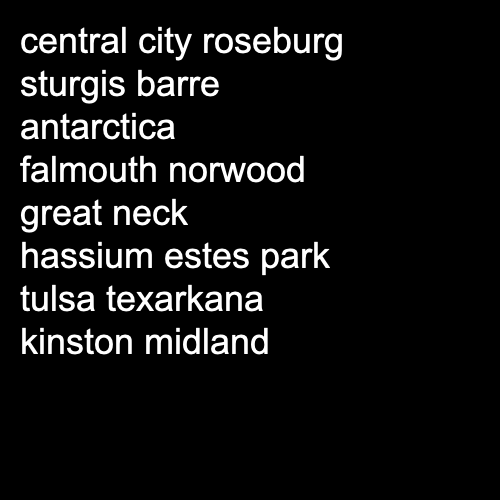 central city roseburg
sturgis barre
antarctica
falmouth norwood
great neck
hassium estes park
tulsa texarkana
kinston midland